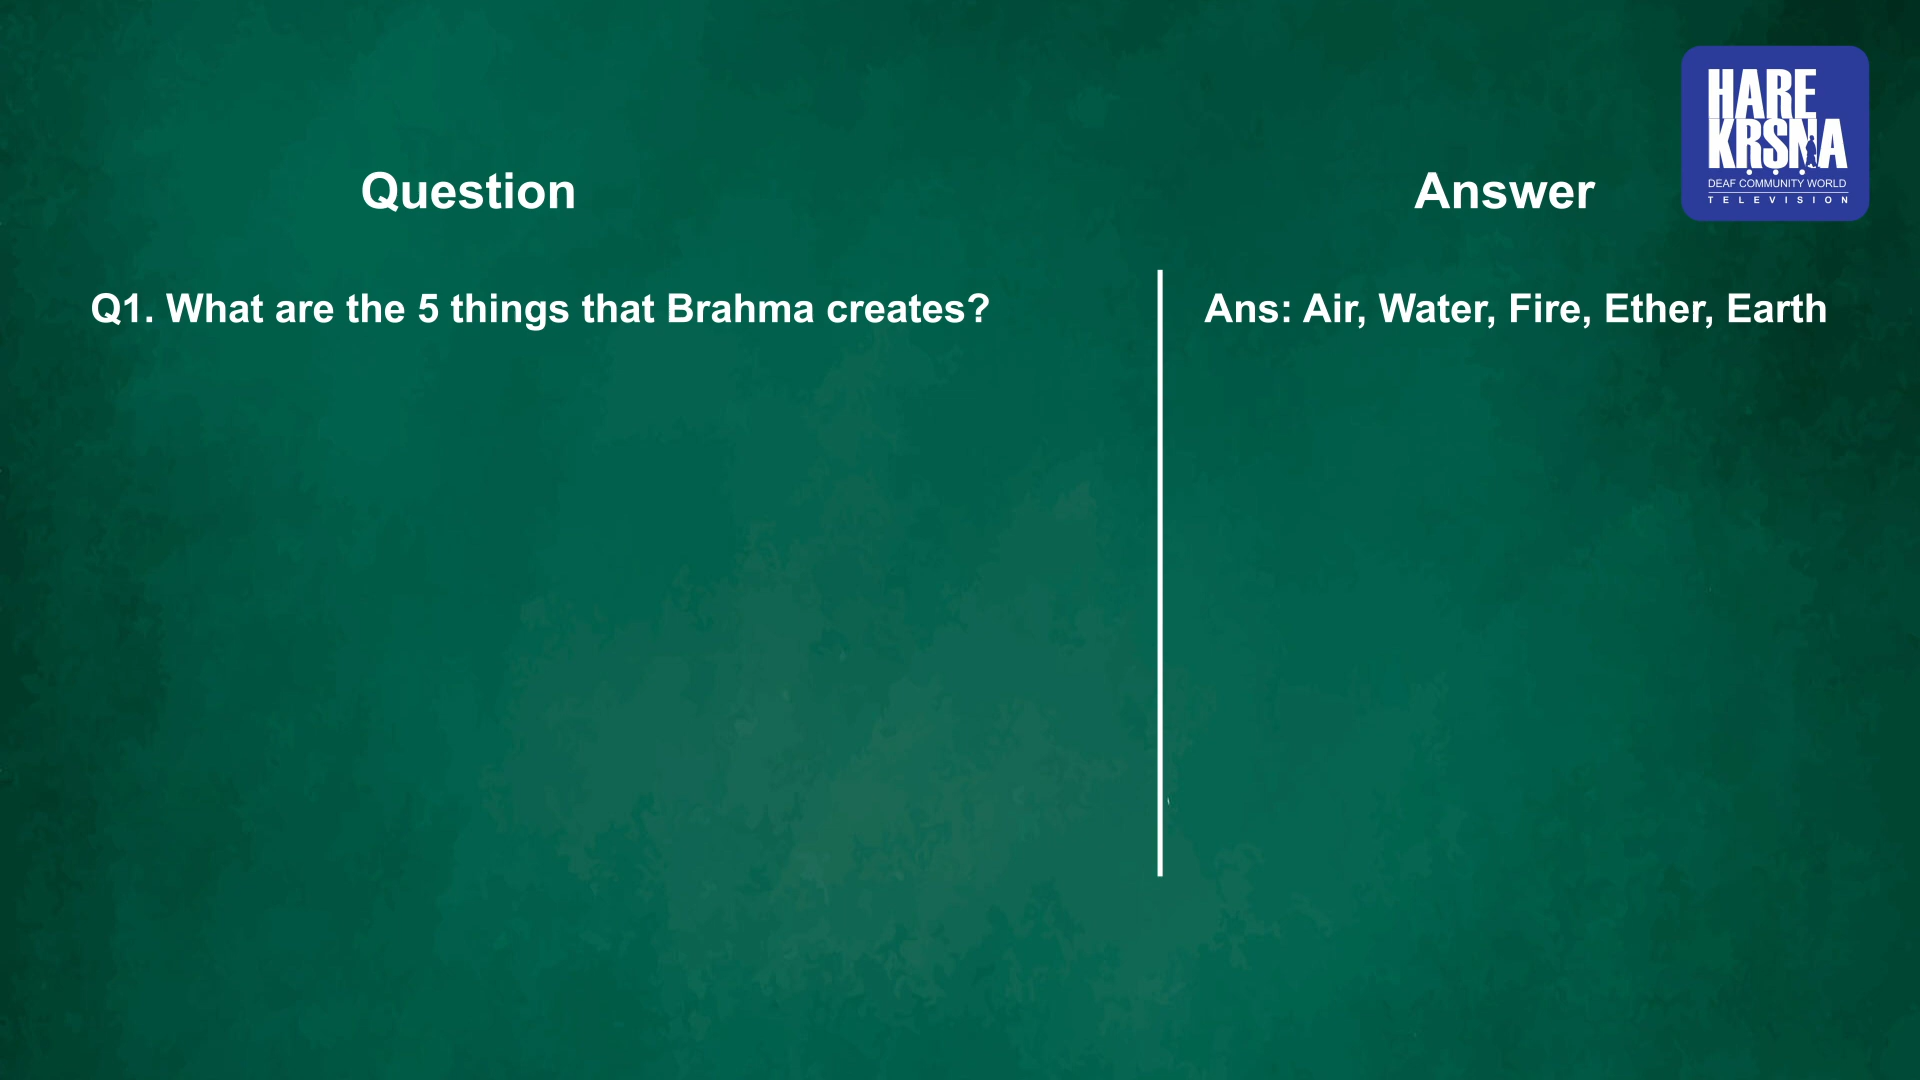 HARE
KRSNA
DEAF COMMUNITY WORLD
TELEVISION
Question
Answer
Q1. What are the 5 things that Brahma creates?
Ans: Air, Water, Fire, Ether, Earth